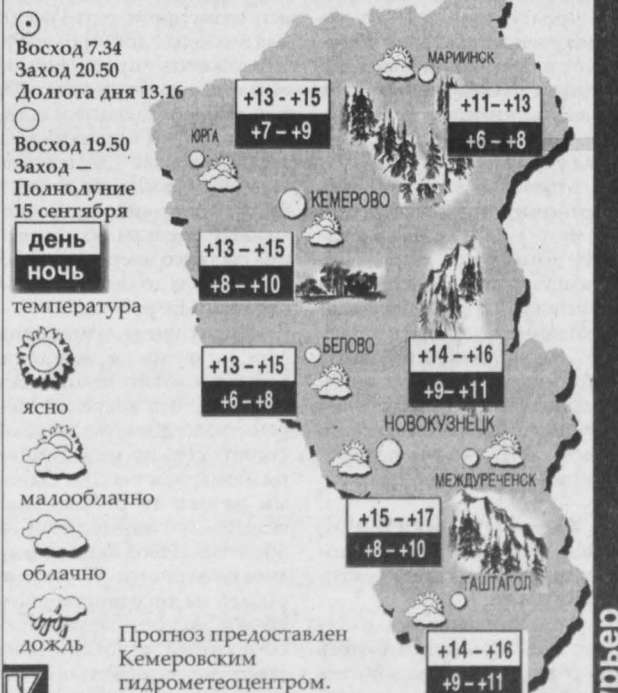 Восход 7.34
Заход 20.50
Долгота дня 13.16
Восход 19.50
Заход —
Полнолуние
15 сентября
день
ночь
температура
ясно
малооблачно
облачно
дождь
МАРИИНСК
+13 - +15
+7 – +9
+11– +13
+6 – +8
ЮРГА
КЕМЕРОВО
+13 – +15
+8 – +10
БЕЛОВО
+13 – +15
+6 – +8
+14 – +16
+9– +11
НОВОКУЗНЕЦК
МЕЖДУРЕЧЕНСК
+15 – +17
+8 – +10
ТАШТАГОЛ
+14 – +16
+9 – +11
Прогноз предоставлен
Кемеровским
гидрометеоцентром.